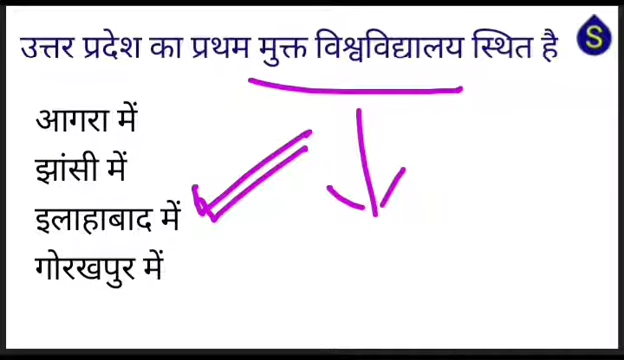 उत्तर प्रदेश का प्रथम मुक्त विश्वविद्यालय स्थित है
S
आगरा में
झांसी में
इलाहाबाद में
गोरखपुर में